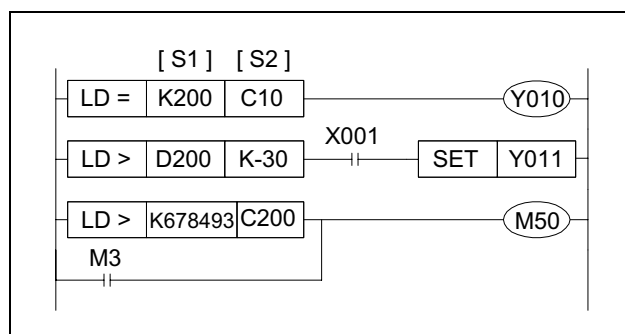 [ S1 ] [ S2 ]
LD = K200 C10 Y010
X001
LD > D200 K-30 SET Y011
LD > K678493 C200 M50
M3